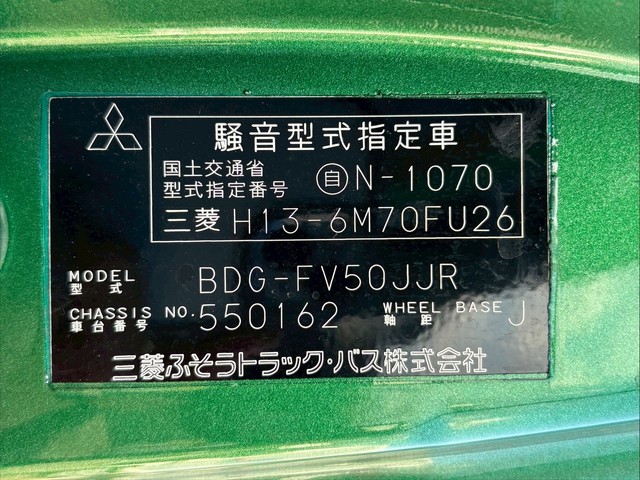 騒音型式指定車
国土交通省
型式指定番号 自 N-1070
三菱 H13-6M70FU26
MODEL
型式 BDG-FV50JJR
CHASSIS NO. 550162 WHEEL BASE J
車台番号 軸距
三菱ふそうトラック・バス株式会社